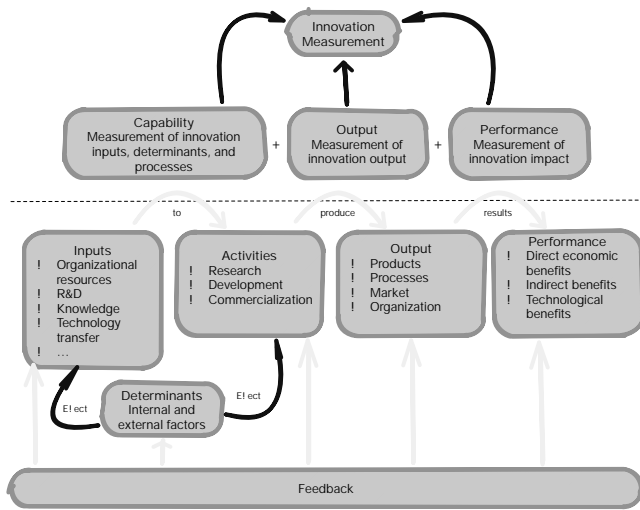 Innovation
Measurement
Capability
Measurement of innovation
inputs, determinants, and
processes
+
Output
Measurement of
innovation output
+
Performance
Measurement of
innovation impact
to
produce
results
Inputs
! Organizational
resources
! R&D
! Knowledge
! Technology
transfer
! ...
Activities
! Research
! Development
! Commercialization
Output
! Products
! Processes
! Market
! Organization
Performance
! Direct economic
benefits
! Indirect benefits
! Technological
benefits
E! ect
Determinants
Internal and
external factors
E! ect
Feedback